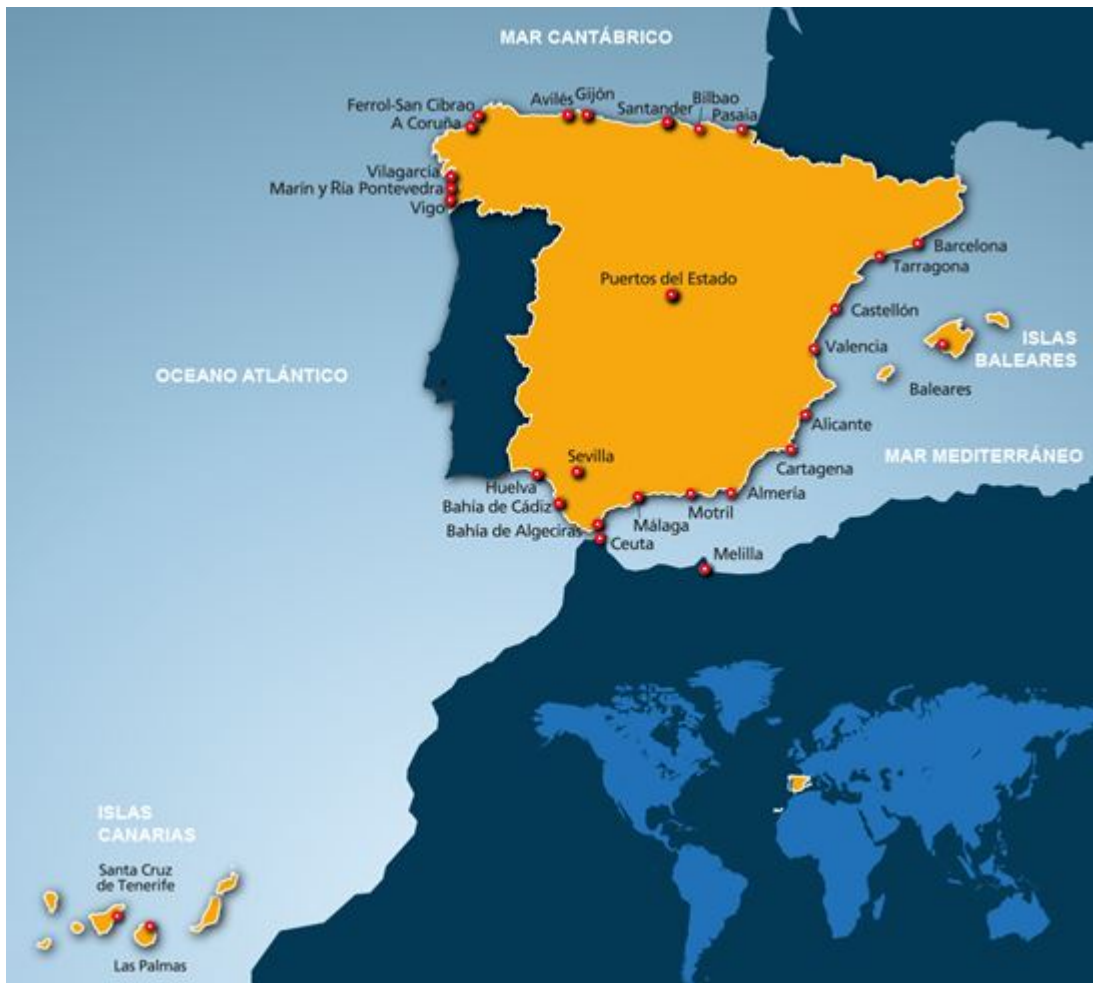 MAR CANTÁBRICO
Ferrol-San Cibrao
A Coruña
Avilés
Gijón
Santander
Bilbao
Pasaia
Vilagarcía
Marín y Ría Pontevedra
Vigo
Barcelona
Tarragona
Puertos del Estado
Castellón
Valencia
ISLAS
BALEARES
Baleares
OCEANO ATLÁNTICO
Alicante
MAR MEDITERRÁNEO
Cartagena
Sevilla
Huelva
Almería
Bahía de Cádiz
Motril
Málaga
Bahía de Algeciras
Ceuta
Melilla
ISLAS
CANARIAS
Santa Cruz
de Tenerife
Las Palmas